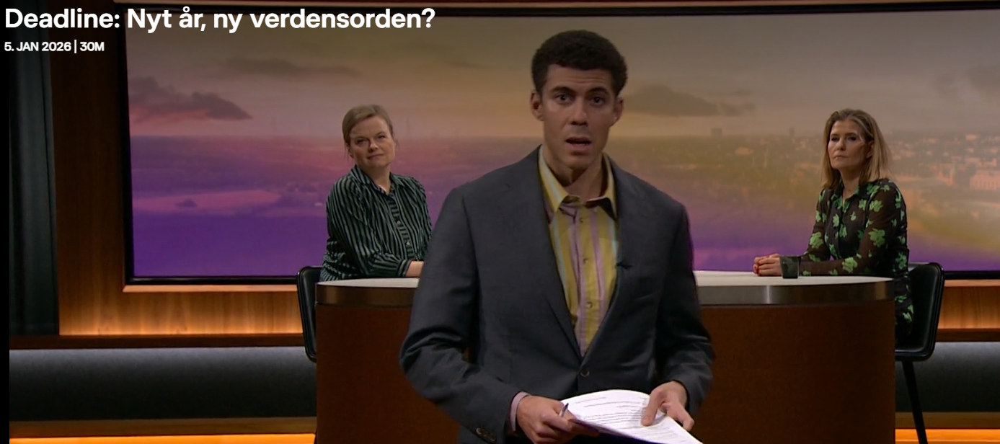 Deadline: Nyt år, ny verdensorden?
5. JAN 2026 | 30M